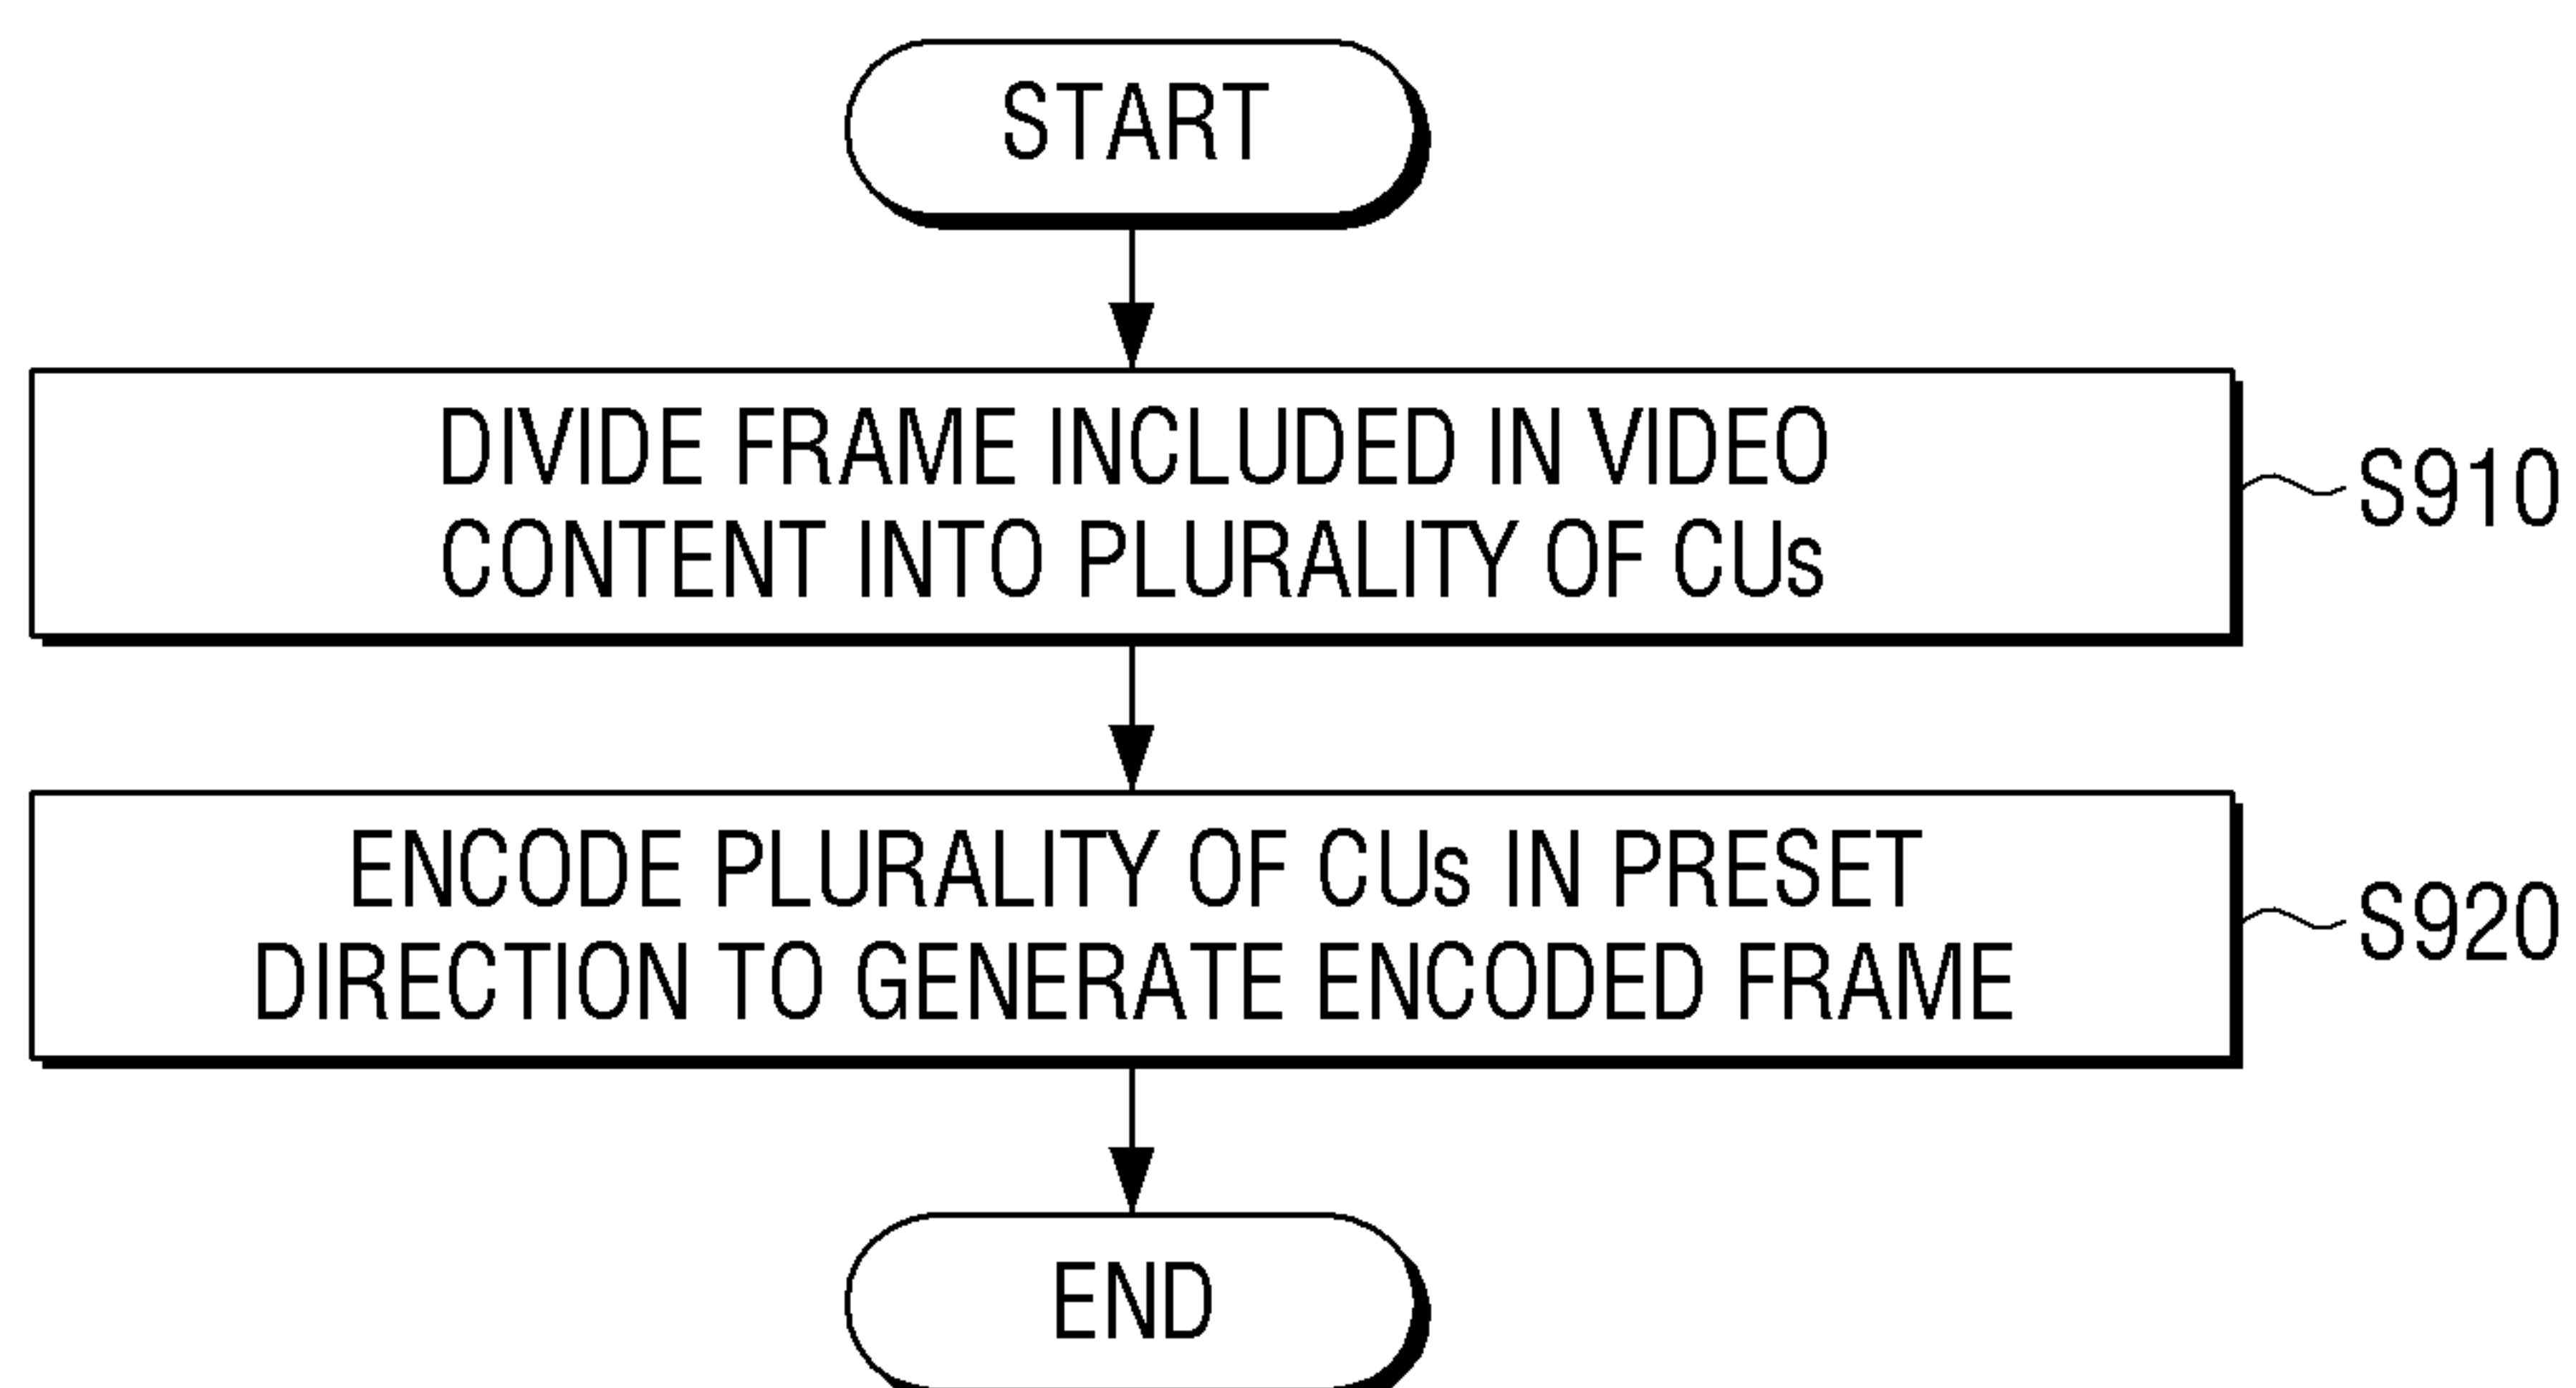 START
DIVIDE FRAME INCLUDED IN VIDEO
CONTENT INTO PLURALITY OF CUs
S910
ENCODE PLURALITY OF CUs IN PRESET
DIRECTION TO GENERATE ENCODED FRAME
S920
END